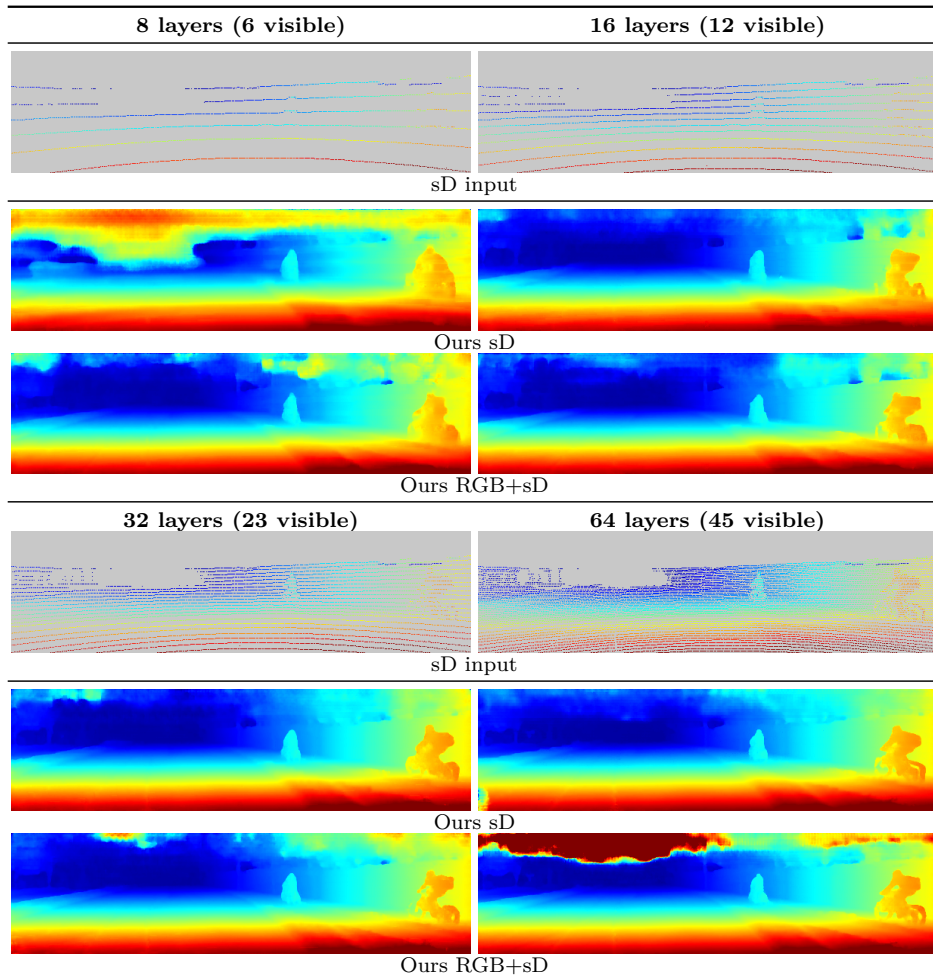 8 layers (6 visible) 16 layers (12 visible)
sD input
Ours sD
Ours RGB+sD
32 layers (23 visible) 64 layers (45 visible)
sD input
Ours sD
Ours RGB+sD